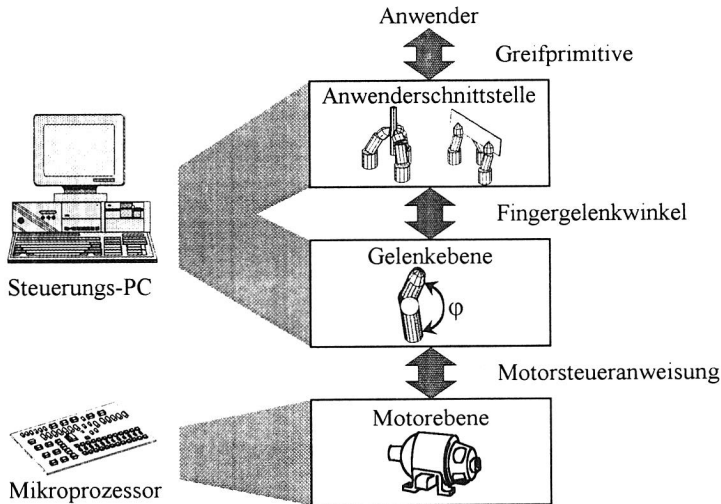 Anwender
Greifprimitive
Anwenderschnittstelle
Fingergelenkwinkel
Gelenkebene
φ
Steuerungs-PC
Motorsteueranweisung
Motorebene
Mikroprozessor